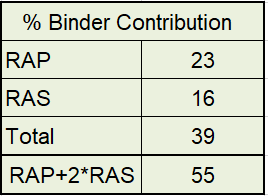 % Binder Contribution
RAP 23
RAS 16
Total 39
RAP+2*RAS 55